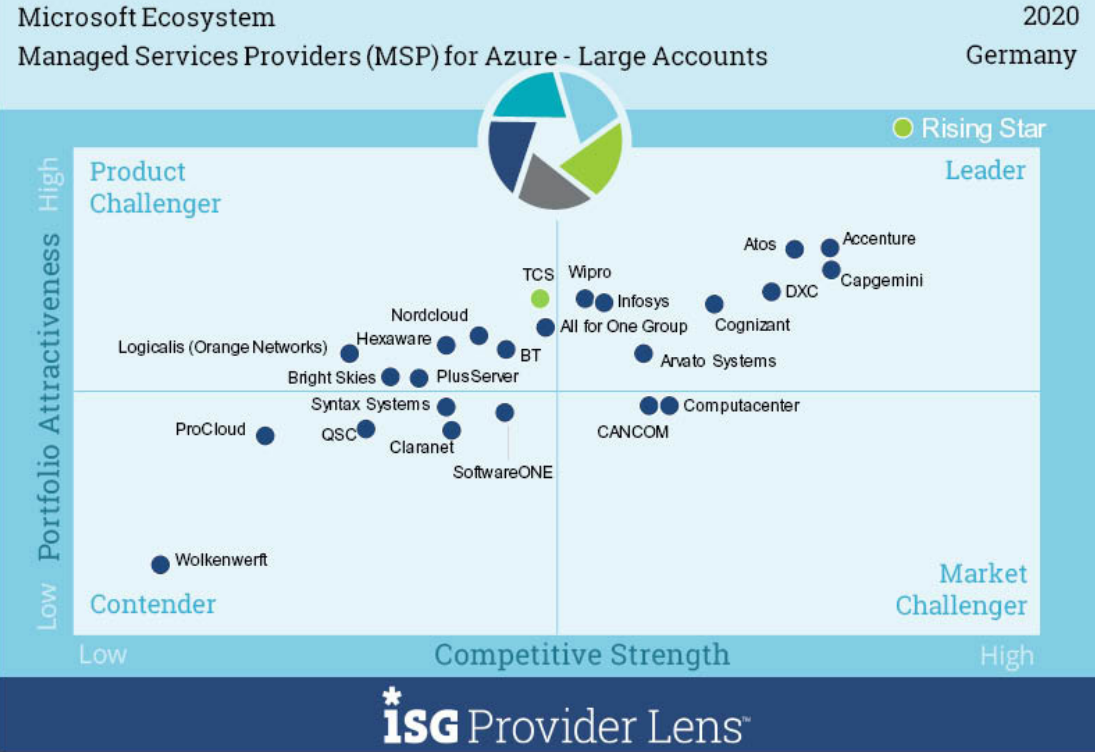 Microsoft Ecosystem
2020
Managed Services Providers (MSP) for Azure - Large Accounts
Germany
Rising Star
High
Portfolio Attractiveness
Low
Product
Challenger
Leader
Atos
Accenture
Capgemini
DXC
TCS
Wipro
Infosys
Cognizant
Nordcloud
All for One Group
Logicalis (Orange Networks)
Hexaware
BT
Arvato Systems
Bright Skies
PlusServer
Syntax Systems
Computacenter
CANCOM
ProCloud
QSC
Claranet
SoftwareONE
Wolkenwerft
Contender
Market
Challenger
Low
Competitive Strength
High
ISG Provider Lens™